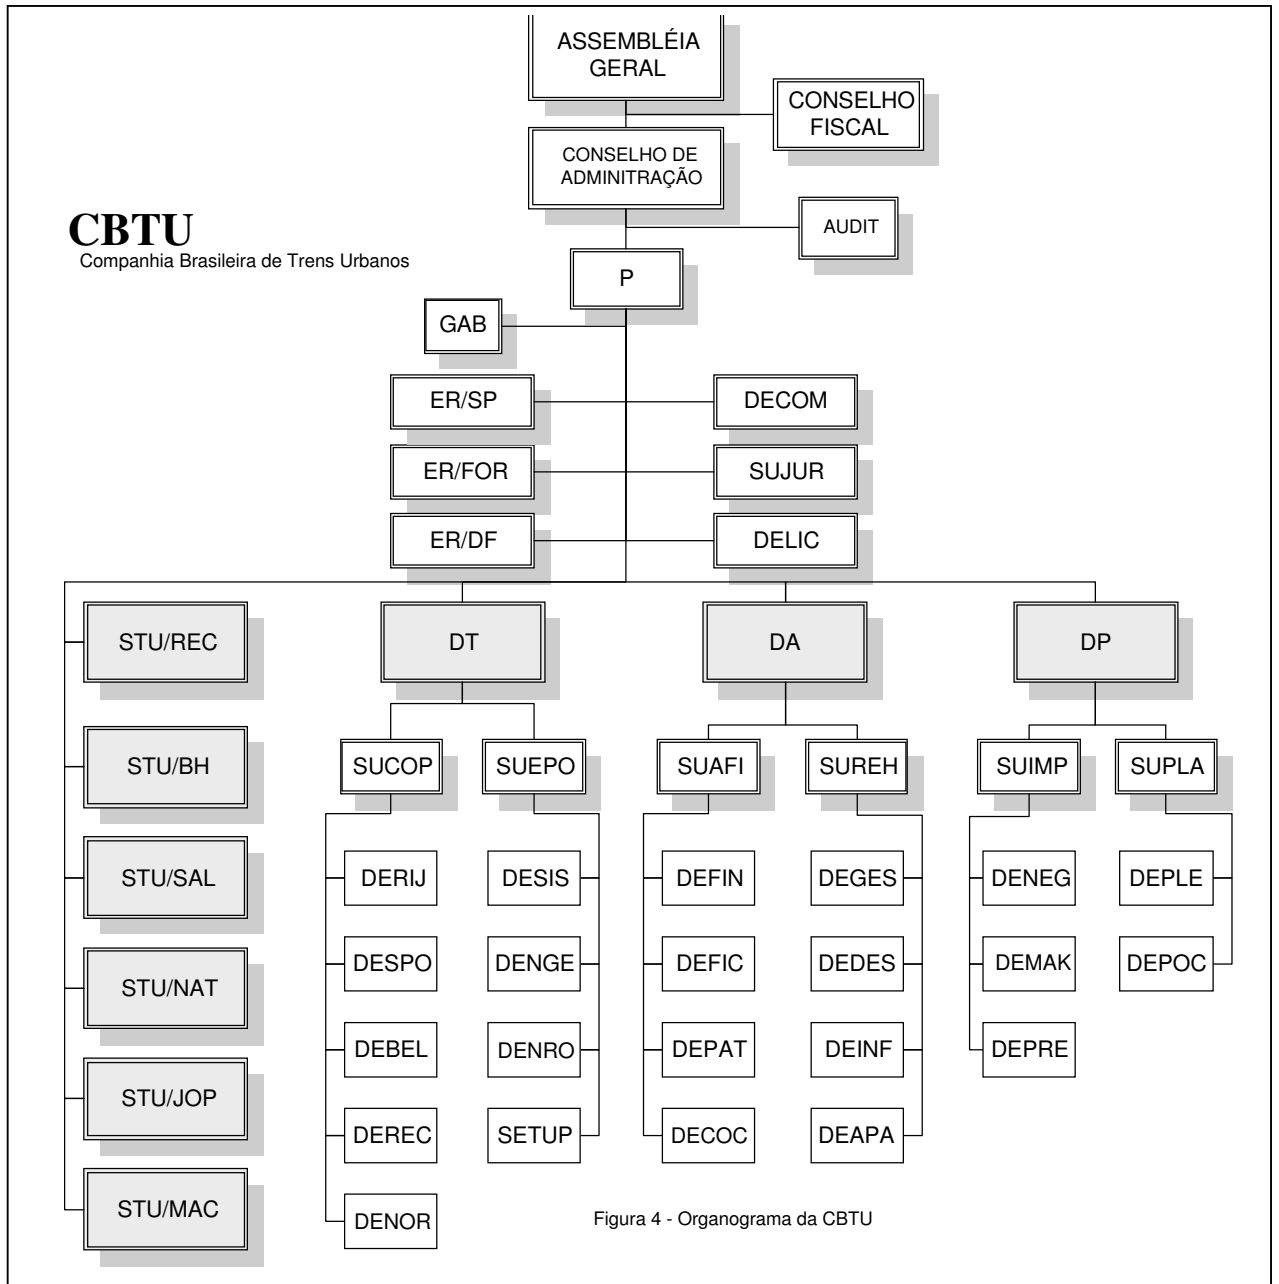 ASSEMBLÉIA
GERAL
CONSELHO
FISCAL
CONSELHO DE
ADMINITRAÇÃO
AUDIT
CBTU
Companhia Brasileira de Trens Urbanos
P
GAB
ER/SP
DECOM
ER/FOR
SUJUR
ER/DF
DELIC
STU/REC
DT
DA
DP
STU/BH
SUCOP
SUEPO
SUAFI
SUREH
SUIMP
SUPLA
STU/SAL
DERIJ
DESIS
DEFIN
DEGES
DENEG
DEPLE
STU/NAT
DESPO
DENGE
DEFIC
DEDES
DEMAK
DEPOC
STU/JOP
DEBEL
DENRO
DEPAT
DEINF
DEPRE
DEREC
SETUP
DECOC
DEAPA
STU/MAC
DENOR
Figura 4 - Organograma da CBTU